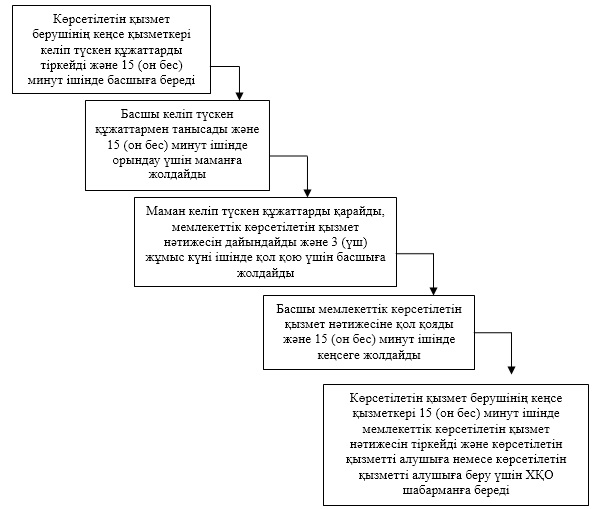 Көрсетілетін қызмет
берушінің кеңсе қызметкері
келіп түскен құжаттарды
тіркейді және 15 (он бес)
минут ішінде басшыға береді
Басшы келіп түскен
құжаттармен танысады және
15 (он бес) минут ішінде
орындау үшін маманға
жолдайды
Маман келіп түскен құжаттарды қарайды,
мемлекеттік көрсетілетін қызмет
нәтижесін дайындайды және 3 (үш)
жұмыс күні ішінде қол қою үшін басшыға
жолдайды
Басшы мемлекеттік көрсетілетін
қызмет нәтижесіне қол қояды
және 15 (он бес) минут ішінде
кеңсеге жолдайды
Көрсетілетін қызмет берушінің кеңсе
қызметкері 15 (он бес) минут ішінде
мемлекеттік көрсетілетін қызмет
нәтижесін тіркейді және көрсетілетін
қызметті алушыға немесе көрсетілетін
қызметті алушыға беру үшін ХҚО
шабарманға береді